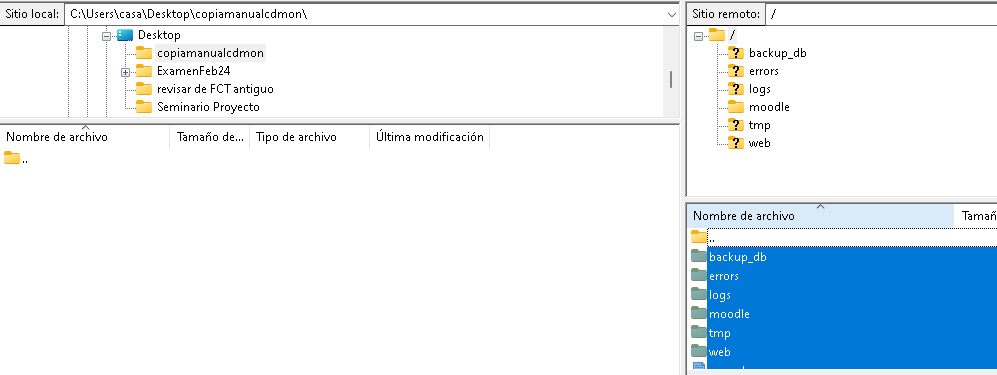 Sitio local: C:\Users\casa\Desktop\copiamanualcdmon\
Desktop
copiamanualcdmon
ExamenFeb24
revisar de FCT antiguo
Seminario Proyecto
Nombre de archivo Tamaño de... Tipo de archivo Última modificación
..
Sitio remoto: /
/
backup_db
errors
logs
moodle
tmp
web
Nombre de archivo Tamañ
..
backup_db
errors
logs
moodle
tmp
web